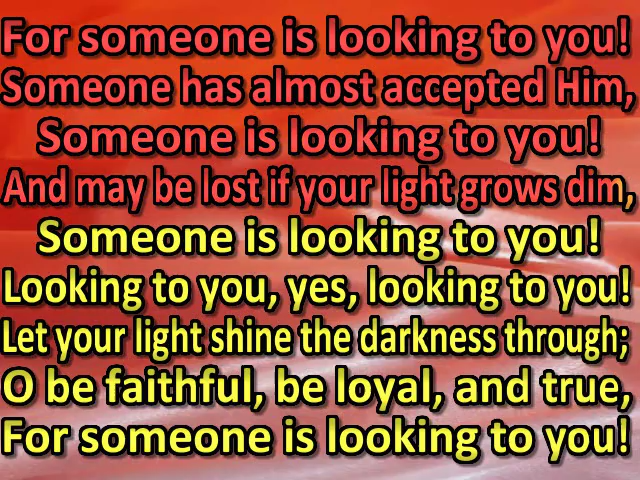 For someone is looking to you!
Someone has almost accepted Him,
Someone is looking to you!
And may be lost if your light grows dim,
Someone is looking to you!
Looking to you, yes, looking to you!
Let your light shine the darkness through;
O be faithful, be loyal, and true,
For someone is looking to you!